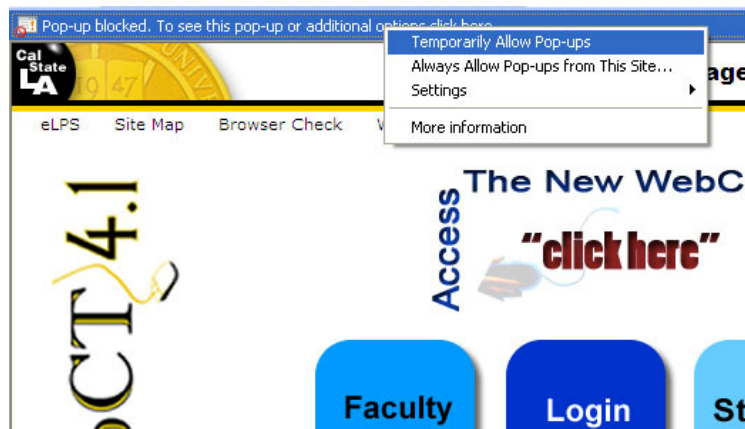 Pop-up blocked. To see this pop-up or additional options click here
Temporarily Allow Pop-ups
Always Allow Pop-ups from This Site...
Settings
More information
Cal
State
LA
19 47
eLPS Site Map Browser Check
The New WebC
Access
"click here"
CT 4.1
Faculty
Login
St